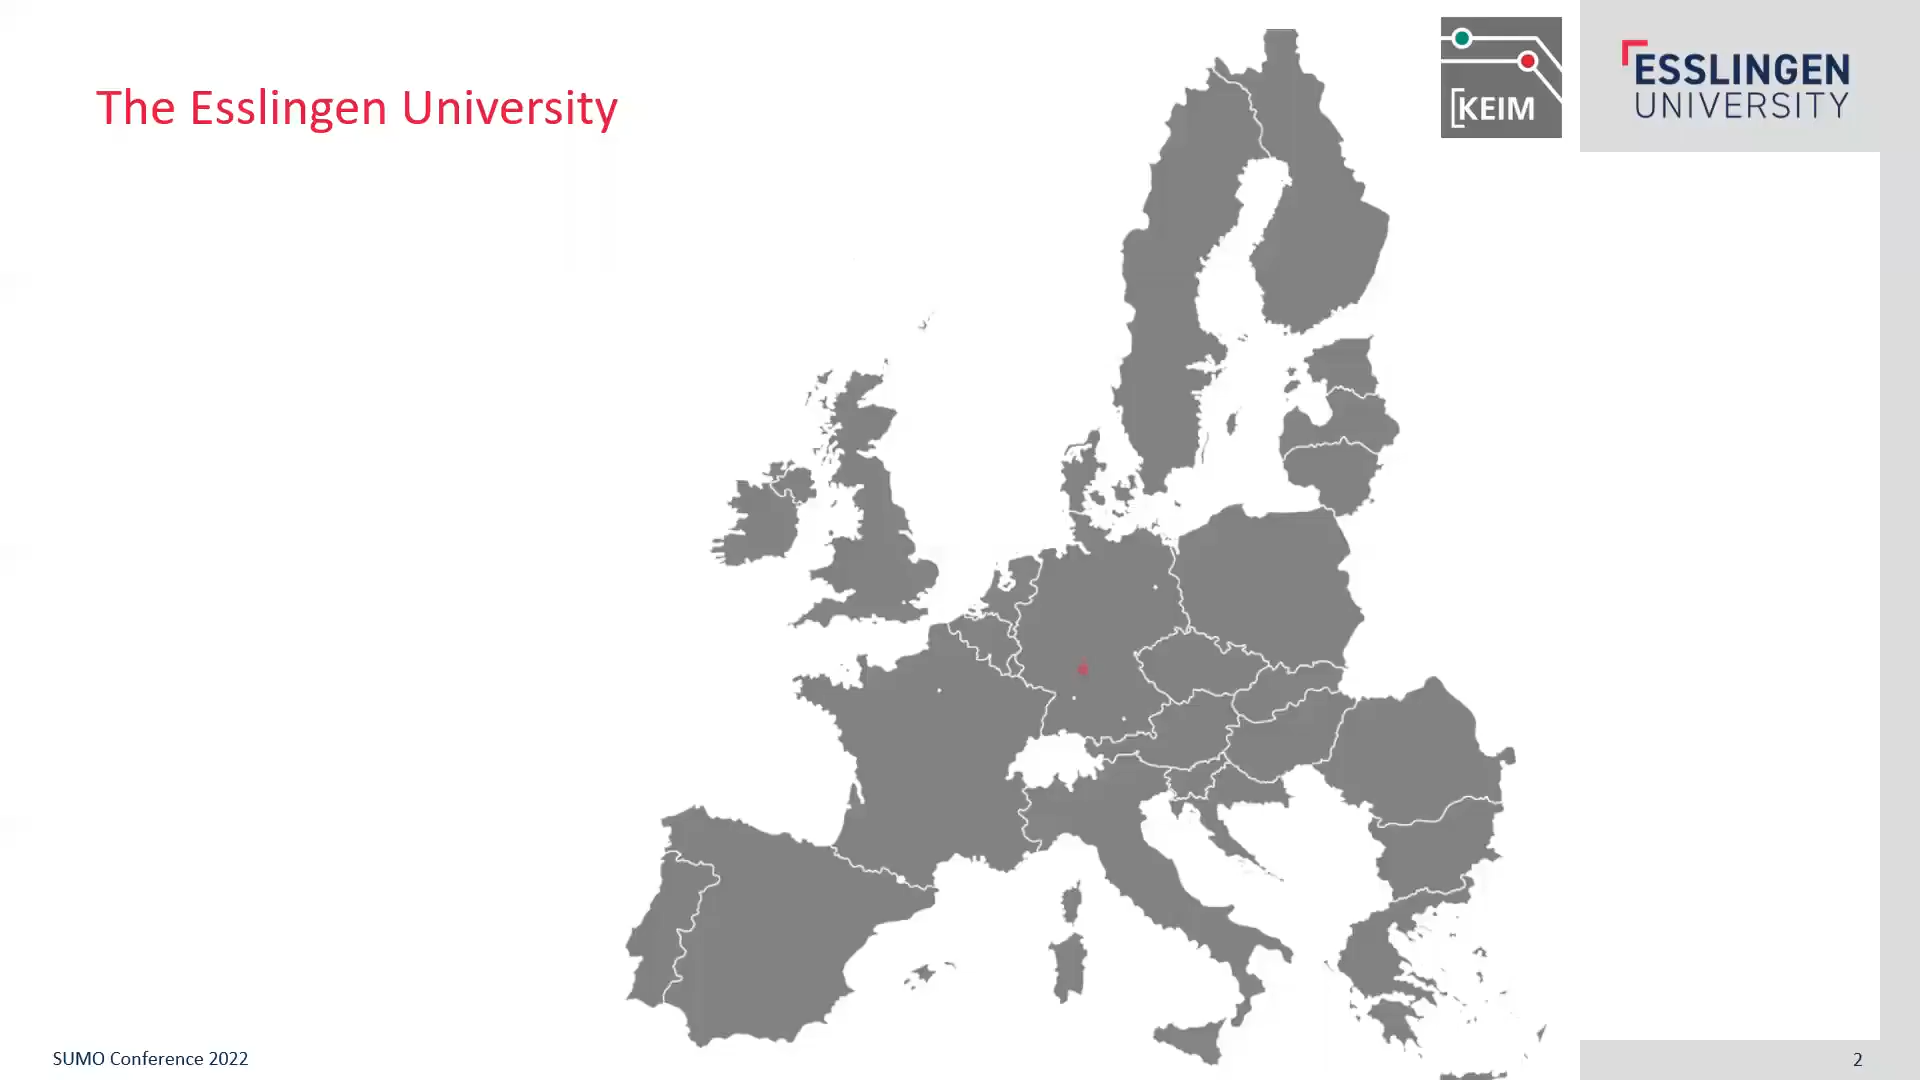 The Esslingen University
[KEIM
ESSLINGEN
UNIVERSITY
SUMO Conference 2022
2